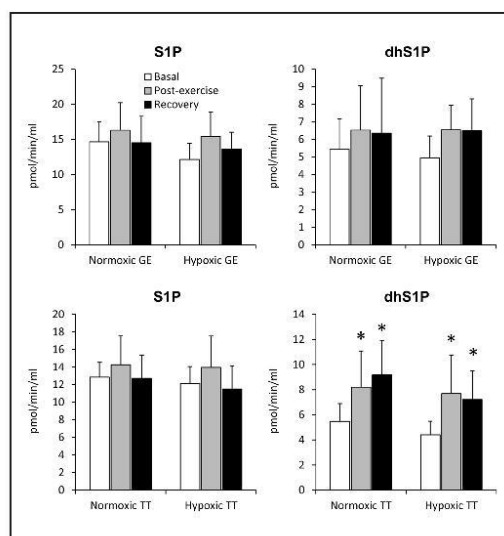 S1P
25
20
15
10
5
0
pmol/min/ml
Basal
Post-exercise
Recovery
Normoxic GE
Hypoxic GE
dhS1P
10
9
8
7
6
5
4
3
2
1
0
pmol/min/ml
Normoxic GE
Hypoxic GE
S1P
20
18
16
14
12
10
8
6
4
2
0
pmol/min/ml
Normoxic TT
Hypoxic TT
dhS1P
14
12
10
8
6
4
2
0
pmol/min/ml
* * * *
Normoxic TT
Hypoxic TT